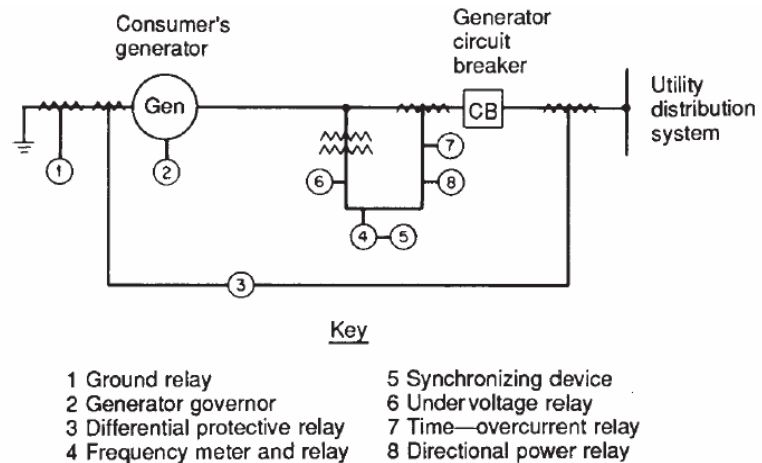 Consumer's
generator
Generator
circuit
breaker
Utility
distribution
system
Gen
CB
1
2
6
7
8
4
5
3
Key
1 Ground relay
2 Generator governor
3 Differential protective relay
4 Frequency meter and relay
5 Synchronizing device
6 Undervoltage relay
7 Time—overcurrent relay
8 Directional power relay